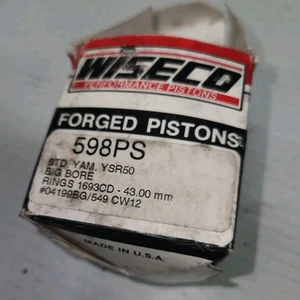 WISECO
PERFORMANCE PISTONS
FORGED PISTONS
598PS
STD. YAM. YSR50
BIG BORE
RINGS 1693CD - 43.00 mm
#04199BG/549 CW12
MADE IN U.S.A.